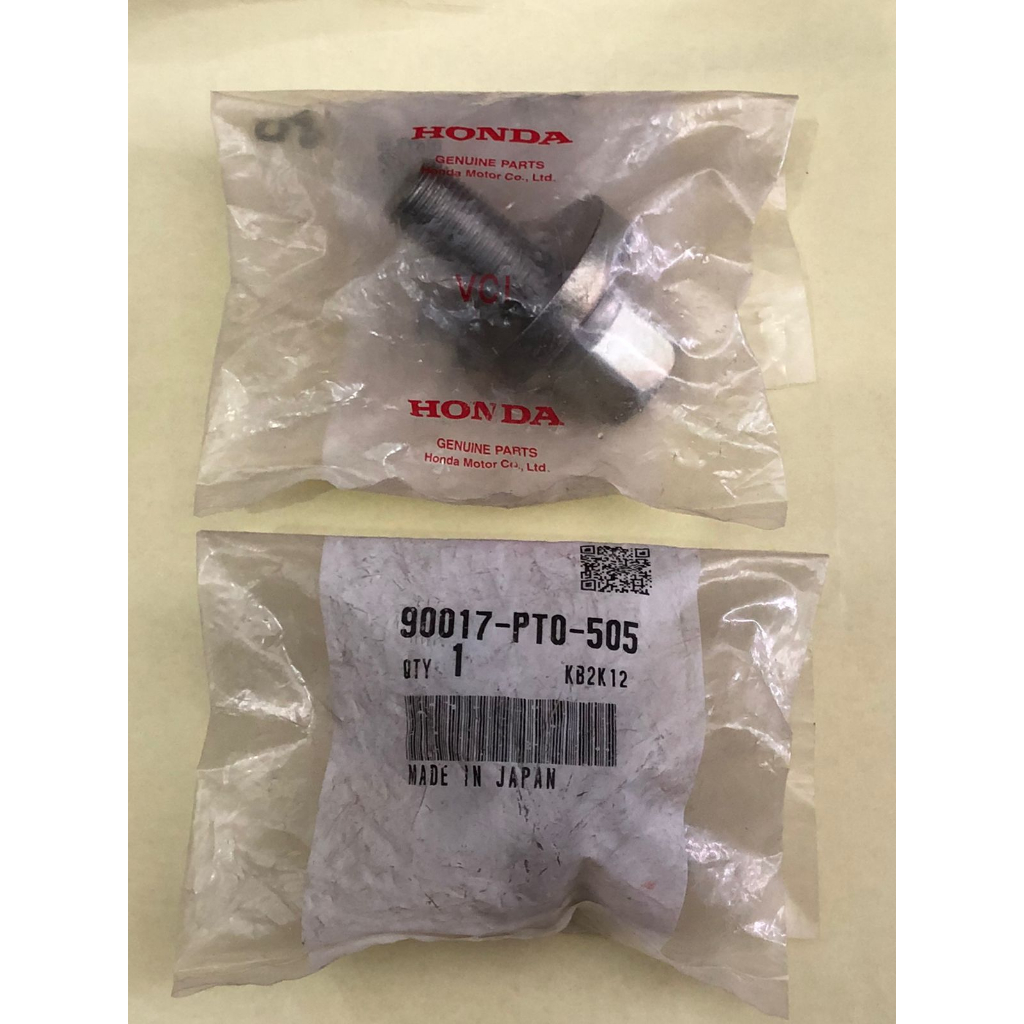 HONDA
GENUINE PARTS
Honda Motor Co., Ltd.
VCI
HONDA
GENUINE PARTS
Honda Motor Co., Ltd.
90017-PT0-505
QTY 1 KB2K12
MADE IN JAPAN